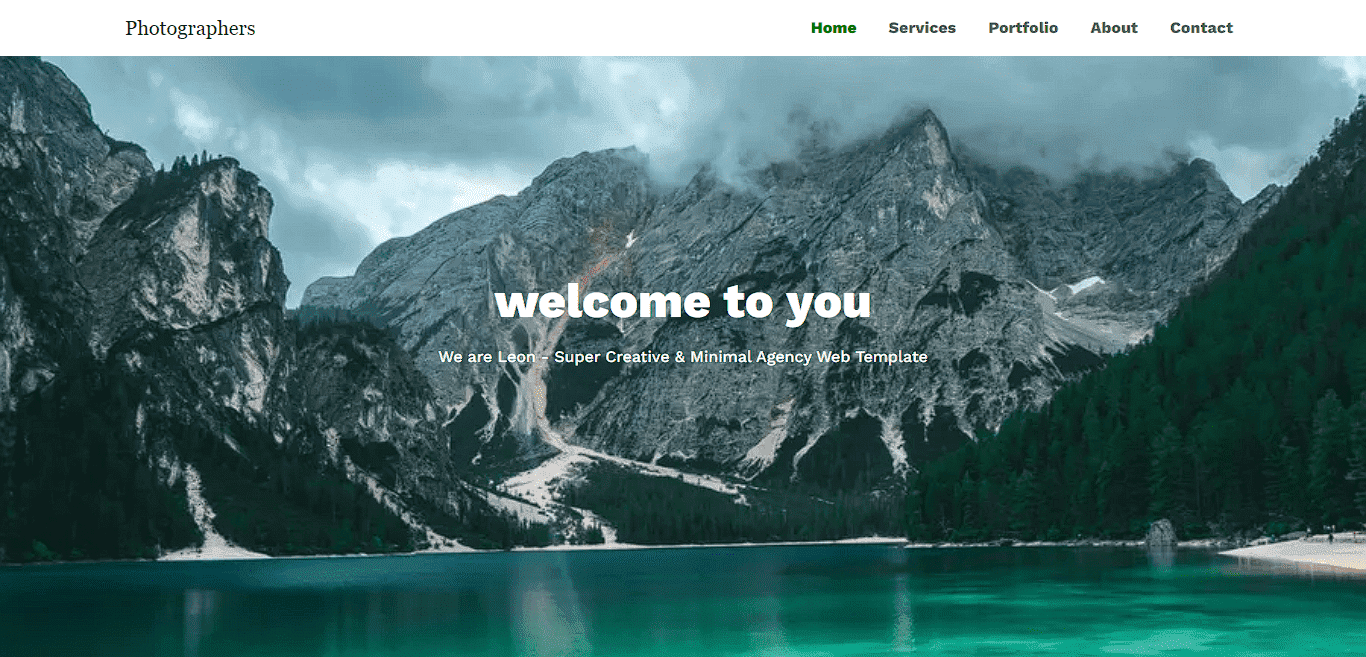 Photographers
Home Services Portfolio About Contact
welcome to you
We are Leon - Super Creative & Minimal Agency Web Template